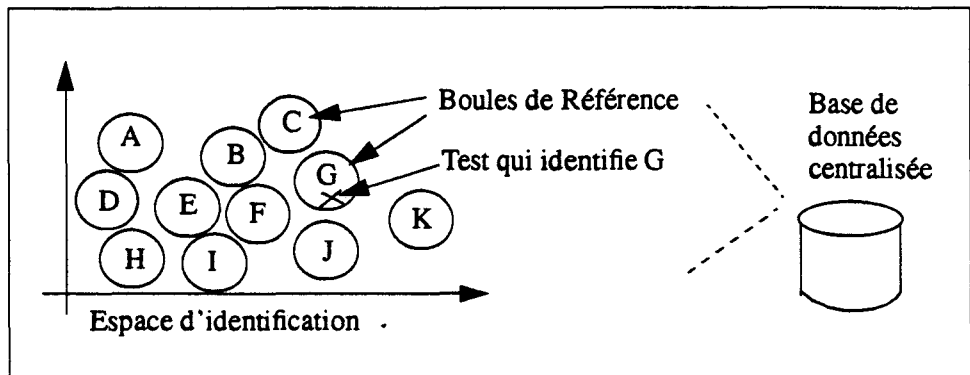 A
B
C
Boules de Référence
Base de
données
centralisée
Test qui identifie G
D
E
F
G
K
H
I
J
Espace d'identification